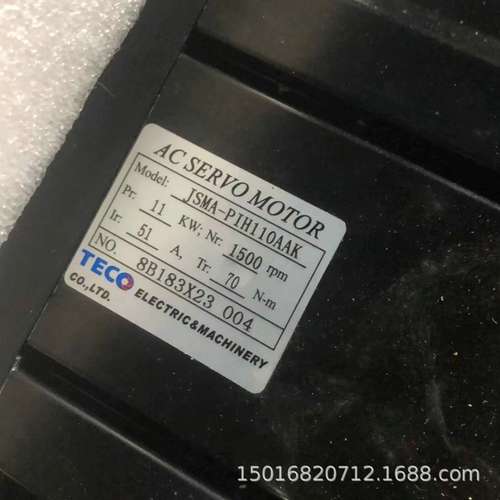 AC SERVO MOTOR
Model: JSMA-PIH110AAK
Pr. 11 KW; Nr. 1500 rpm
Ir. 51 A, Tr. 70 N-m
NO. 8B183X23 004
TECO ELECTRIC&MACHINERY
CO.,LTD.
15016820712.1688.com